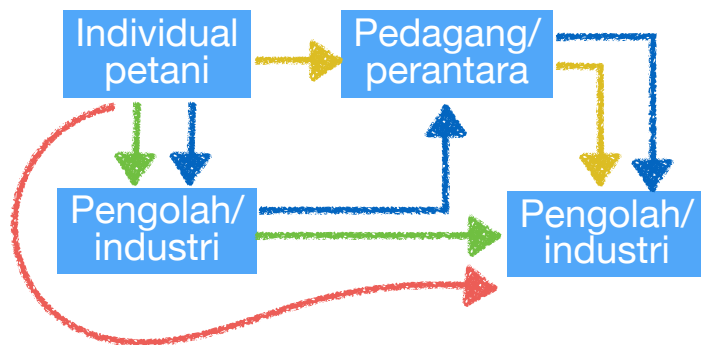 Individual
petani
Pedagang/
perantara
Pengolah/
industri
Pengolah/
industri